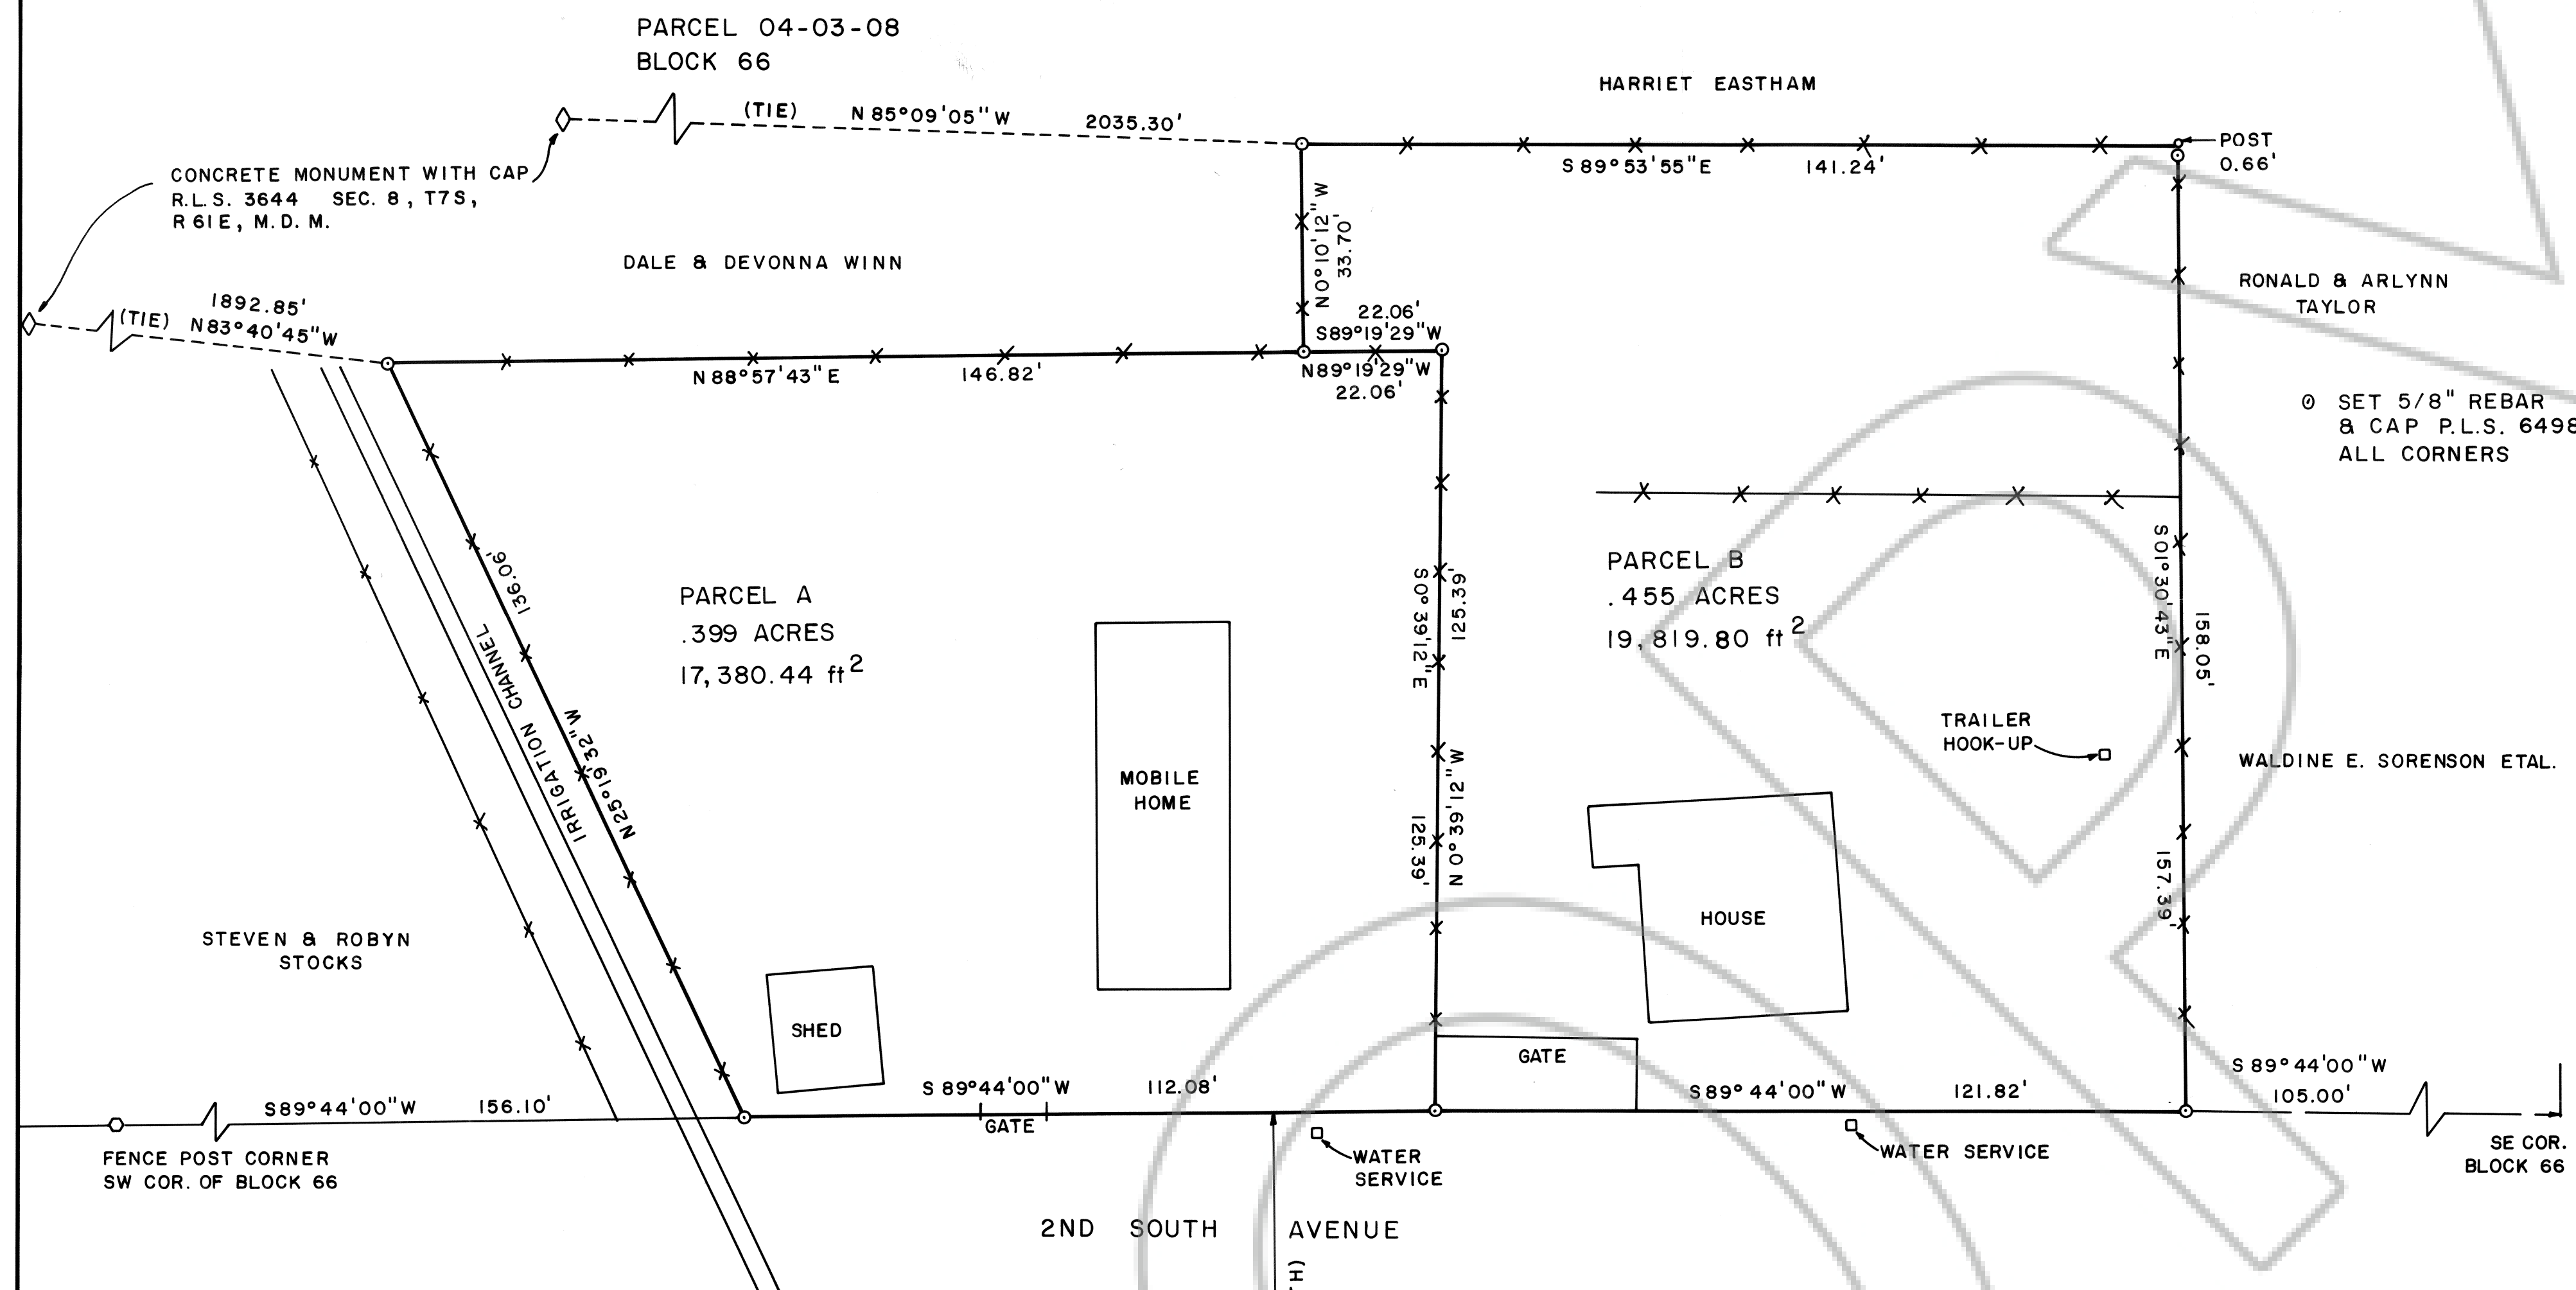 PARCEL 04-03-08
BLOCK 66
HARRIET EASTHAM
(TIE) N 85°09'05" W 2035.30'
POST
0.66'
S 89°53'55"E 141.24'
CONCRETE MONUMENT WITH CAP
R.L.S. 3644 SEC. 8, T7S,
R 61E, M.D.M.
N 0°10'12" W
33.70'
DALE & DEVONNA WINN
RONALD & ARLYNN
TAYLOR
1892.85'
(TIE) N83°40'45"W
22.06'
S89°19'29"W
N 88°57'43" E 146.82'
N89°19'29"W
22.06'
SET 5/8" REBAR
& CAP P.L.S. 6498
ALL CORNERS
136.06'
N25°19'32"W
IRRIGATION CHANNEL
PARCEL A
.399 ACRES
17,380.44 ft2
S 0° 39'12" E
125.39'
N 0° 39'12"W
125.39'
PARCEL B
.455 ACRES
19,819.80 ft2
S 01°30'43"E
158.05'
157.39'
MOBILE
HOME
TRAILER
HOOK-UP
WALDINE E. SORENSON ETAL.
HOUSE
STEVEN & ROBYN
STOCKS
SHED
GATE
S89°44'00"W 156.10'
S 89°44'00"W 112.08'
GATE
S89°44'00"W 121.82'
S 89°44'00"W
105.00'
FENCE POST CORNER
SW COR. OF BLOCK 66
WATER
SERVICE
WATER SERVICE
SE COR.
BLOCK 66
2ND SOUTH AVENUE
H)